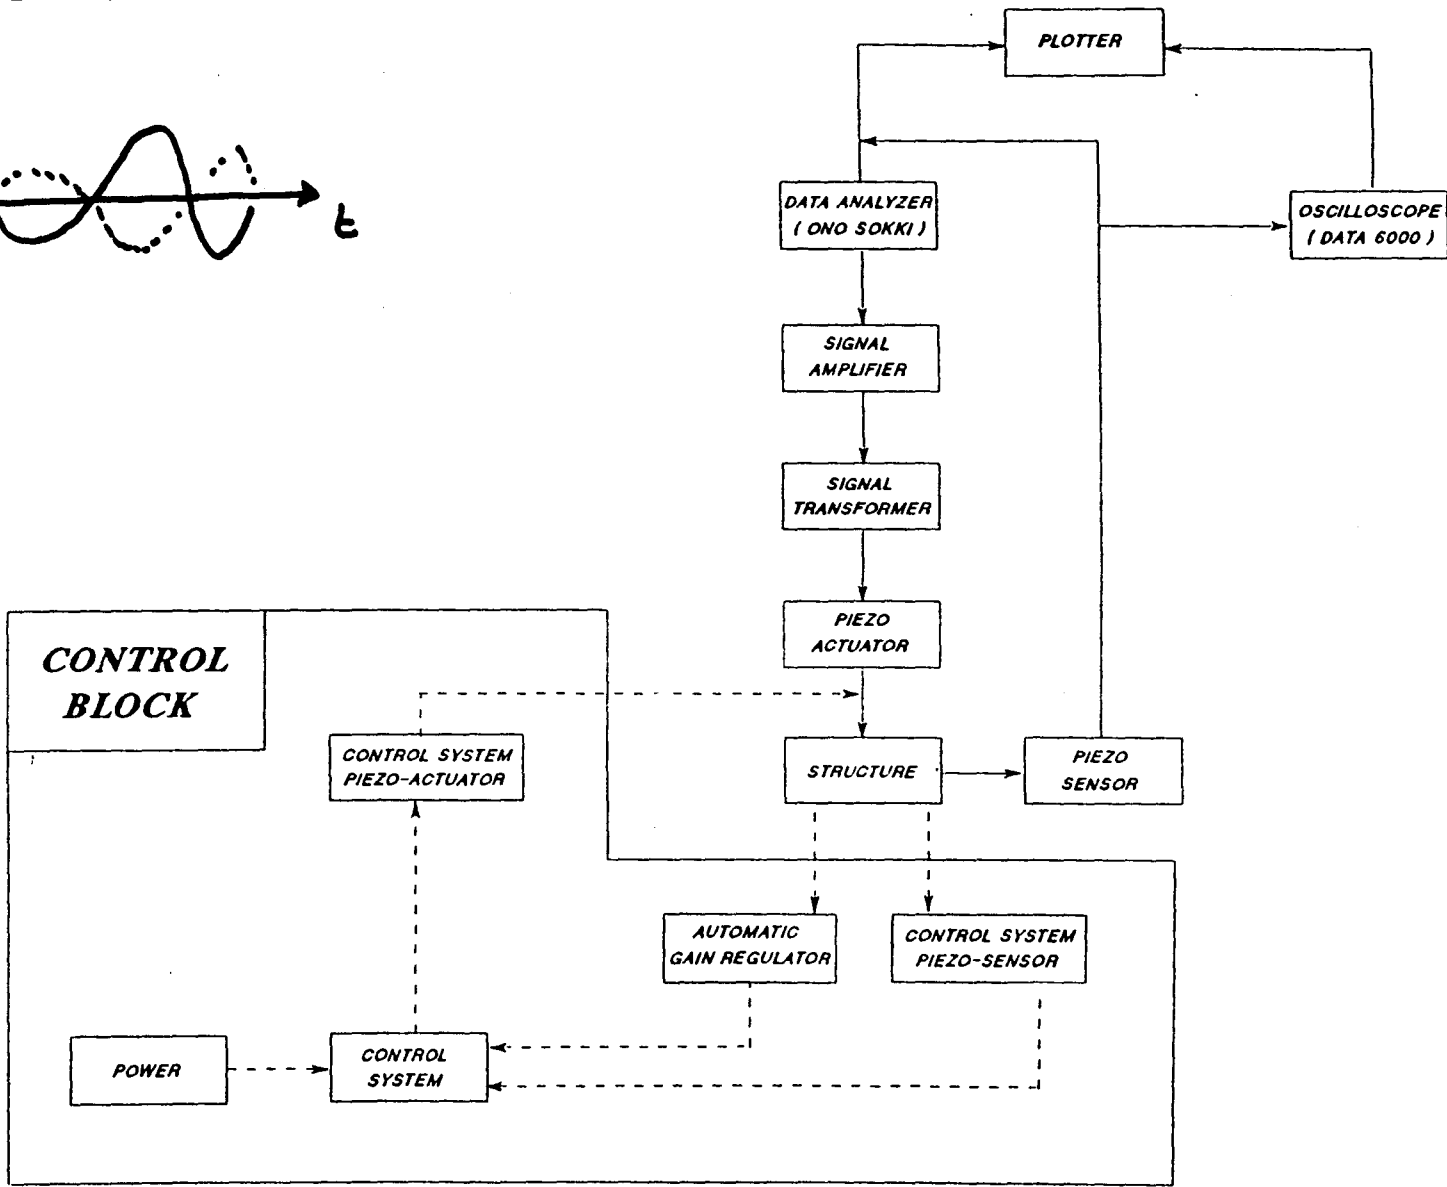 PLOTTER
t
DATA ANALYZER
( ONO SOKKI )
OSCILLOSCOPE
( DATA 6000 )
SIGNAL
AMPLIFIER
SIGNAL
TRANSFORMER
PIEZO
ACTUATOR
CONTROL
BLOCK
CONTROL SYSTEM
PIEZO-ACTUATOR
STRUCTURE
PIEZO
SENSOR
AUTOMATIC
GAIN REGULATOR
CONTROL SYSTEM
PIEZO-SENSOR
POWER
CONTROL
SYSTEM